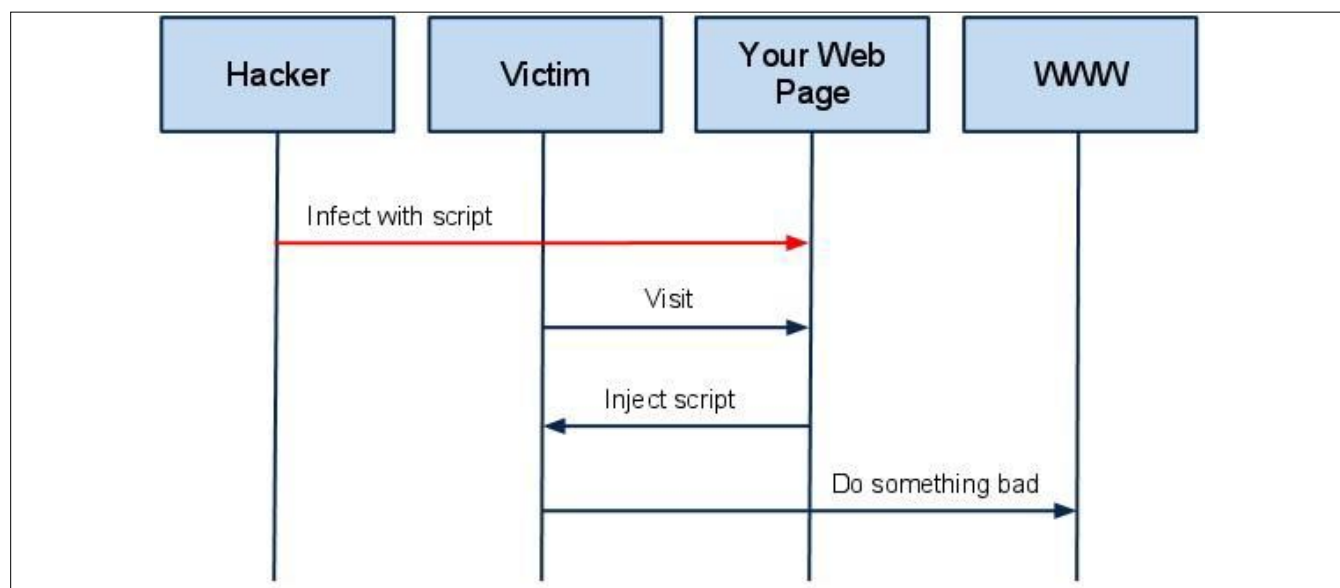 Hacker
Victim
Your Web
Page
WWW
Infect with script
Visit
Inject script
Do something bad